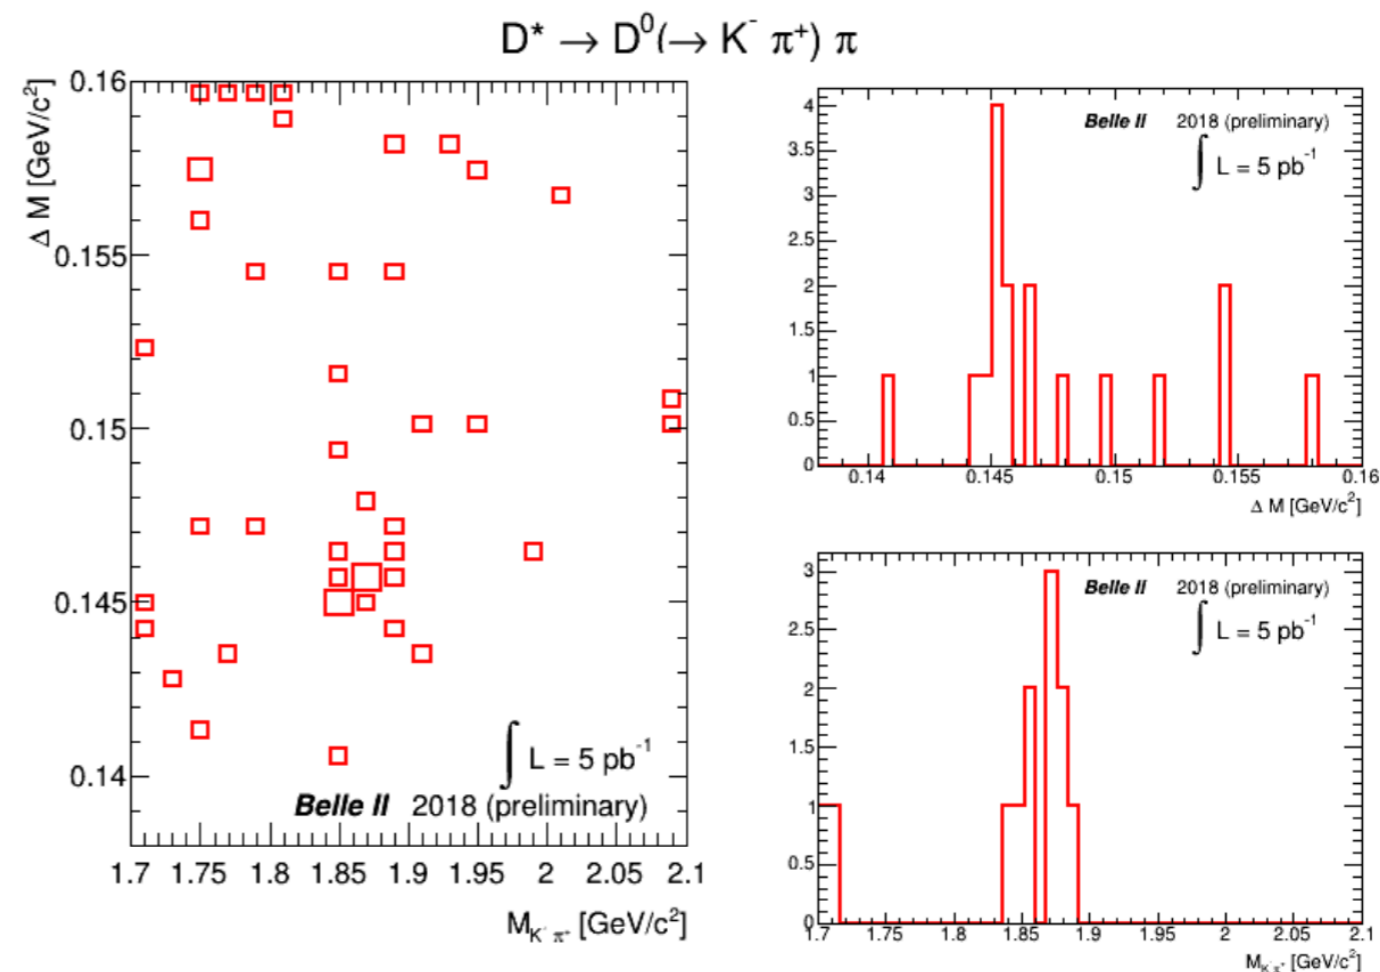 D* → D⁰(→ K⁻ π⁺) π
Δ M [GeV/c²]
0.16
0.155
0.15
0.145
0.14
∫ L = 5 pb⁻¹
Belle II 2018 (preliminary)
1.7 1.75 1.8 1.85 1.9 1.95 2 2.05 2.1
M_K⁻π⁺ [GeV/c²]
4
3.5
3
2.5
2
1.5
1
0.5
0
Belle II 2018 (preliminary)
∫ L = 5 pb⁻¹
0.14 0.145 0.15 0.155 0.16
Δ M [GeV/c²]
3
2.5
2
1.5
1
0.5
0
Belle II 2018 (preliminary)
∫ L = 5 pb⁻¹
1.7 1.75 1.8 1.85 1.9 1.95 2 2.05 2.1
M_K⁻π⁺ [GeV/c²]